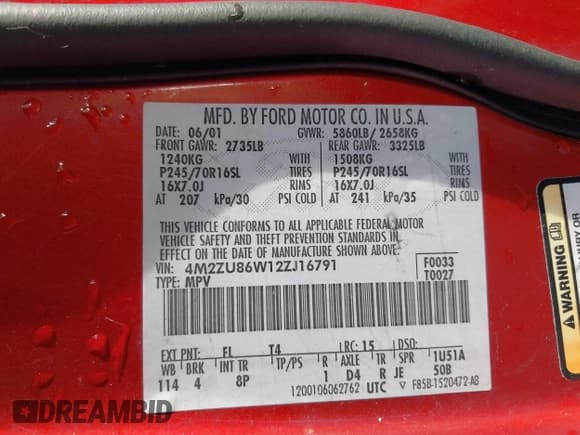 MFD. BY FORD MOTOR CO. IN U.S.A.
DATE: 06/01 GVWR: 5860LB/ 2658KG
FRONT GAWR: 2735LB REAR GAWR: 3325LB
1240KG WITH 1508KG WITH
P245/70R16SL TIRES P245/70R16SL TIRES
16X7.0J RIMS 16X7.0J RIMS
AT 207 kPa/30 PSI COLD AT 241 kPa/35 PSI COLD
THIS VEHICLE CONFORMS TO ALL APPLICABLE FEDERAL MOTOR
VEHICLE SAFETY AND THEFT PREVENTION STANDARDS IN
EFFECT ON THE DATE OF MANUFACTURE SHOWN ABOVE.
VIN: 4M2ZU86W12ZJ16791 F0033
TYPE: MPV T0027
EXT PNT: FL T4 RC: 15 DSO:
WB BRK INT TR TP/PS R AXLE TR SPR 1U51A
114 4 8P 1 D4 R JE 50B
1200106062762 UTC F85B-1520472-AB
DREAMBID